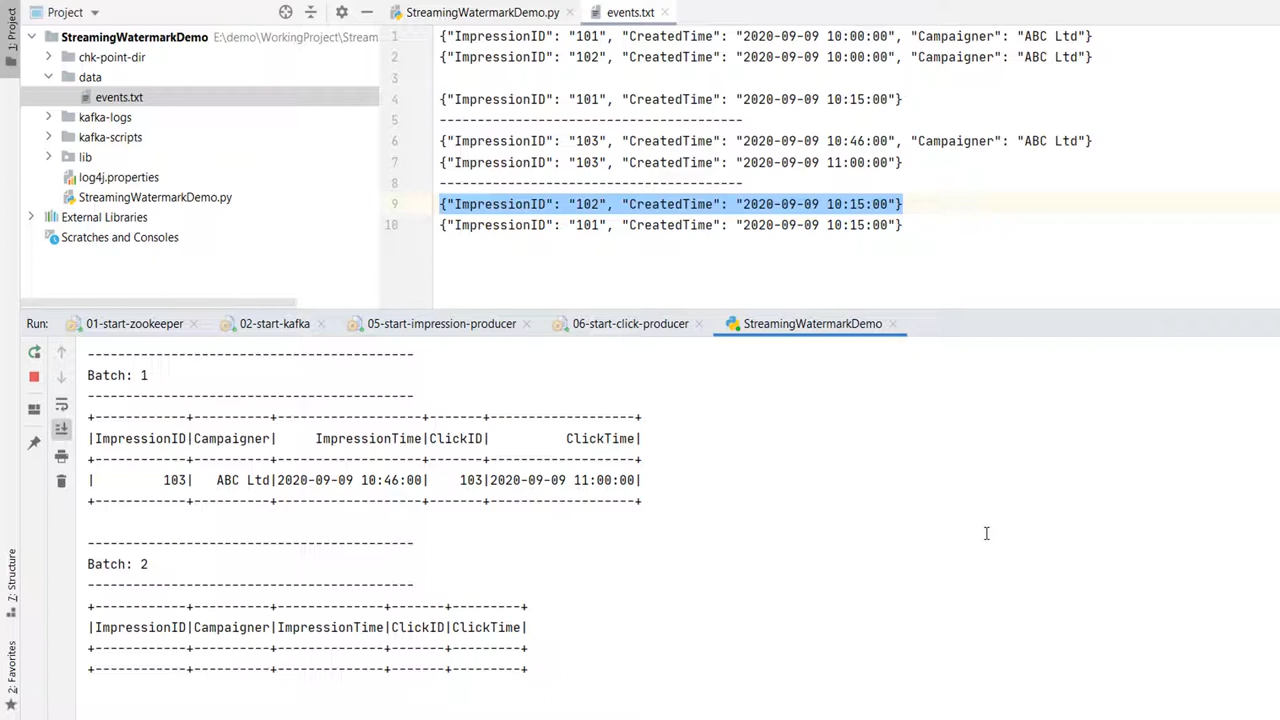 1: Project
Project
StreamingWatermarkDemo.py
events.txt
StreamingWatermarkDemo E:\demo\WorkingProject\Stream
chk-point-dir
data
events.txt
kafka-logs
kafka-scripts
lib
log4j.properties
StreamingWatermarkDemo.py
External Libraries
Scratches and Consoles
1 {"ImpressionID": "101", "CreatedTime": "2020-09-09 10:00:00", "Campaigner": "ABC Ltd"}
2 {"ImpressionID": "102", "CreatedTime": "2020-09-09 10:00:00", "Campaigner": "ABC Ltd"}
3
4 {"ImpressionID": "101", "CreatedTime": "2020-09-09 10:15:00"}
5 ----------------------------------------
6 {"ImpressionID": "103", "CreatedTime": "2020-09-09 10:46:00", "Campaigner": "ABC Ltd"}
7 {"ImpressionID": "103", "CreatedTime": "2020-09-09 11:00:00"}
8 ----------------------------------------
9 {"ImpressionID": "102", "CreatedTime": "2020-09-09 10:15:00"}
10 {"ImpressionID": "101", "CreatedTime": "2020-09-09 10:15:00"}
Run: 01-start-zookeeper 02-start-kafka 05-start-impression-producer 06-start-click-producer StreamingWatermarkDemo
-------------------------------------------
Batch: 1
-------------------------------------------
+------------+----------+-------------------+-------+-------------------+
|ImpressionID|Campaigner|     ImpressionTime|ClickID|          ClickTime|
+------------+----------+-------------------+-------+-------------------+
|         103|   ABC Ltd|2020-09-09 10:46:00|    103|2020-09-09 11:00:00|
+------------+----------+-------------------+-------+-------------------+
-------------------------------------------
Batch: 2
-------------------------------------------
+------------+----------+--------------+-------+---------+
|ImpressionID|Campaigner|ImpressionTime|ClickID|ClickTime|
+------------+----------+--------------+-------+---------+
+------------+----------+--------------+-------+---------+
7: Structure
2: Favorites